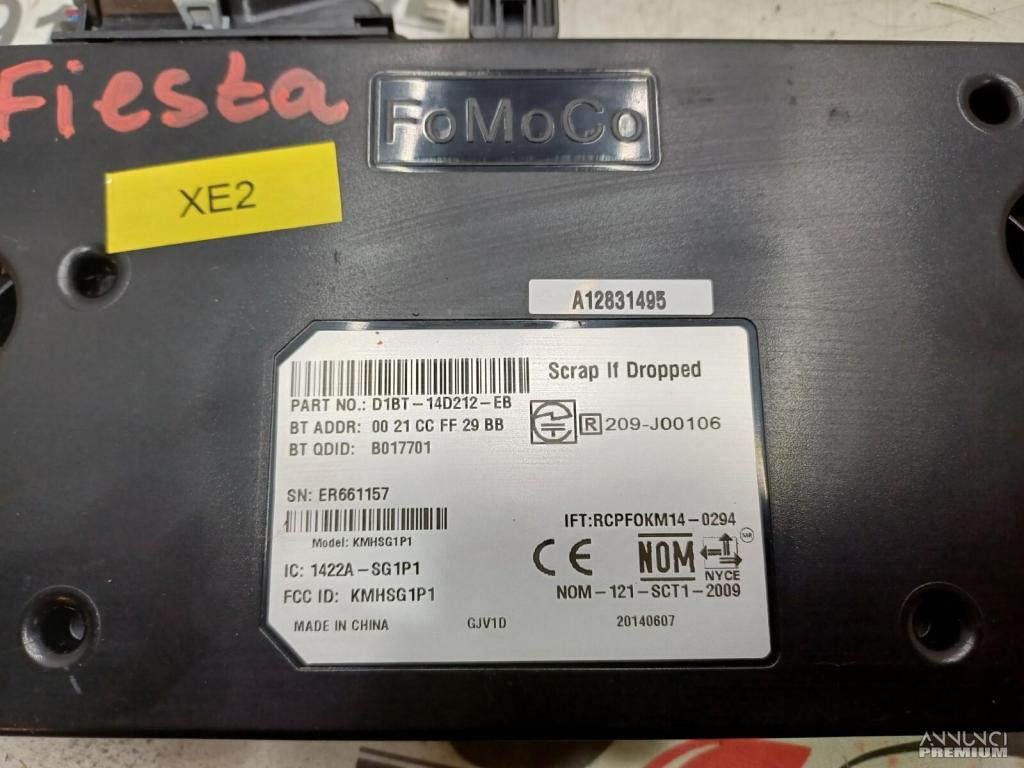 Fiesta
FoMoCo
XE2
A12831495
Scrap If Dropped
PART NO.: D1BT-14D212-EB
BT ADDR: 00 21 CC FF 29 BB
R 209-J00106
BT QDID: B017701
SN: ER661157
IFT:RCPFOKM14-0294
Model: KMHSG1P1
CE NOM NYCE
IC: 1422A-SG1P1
NOM-121-SCT1-2009
FCC ID: KMHSG1P1
MADE IN CHINA GJV1D 20140607
ANNUNCI
PREMIUM